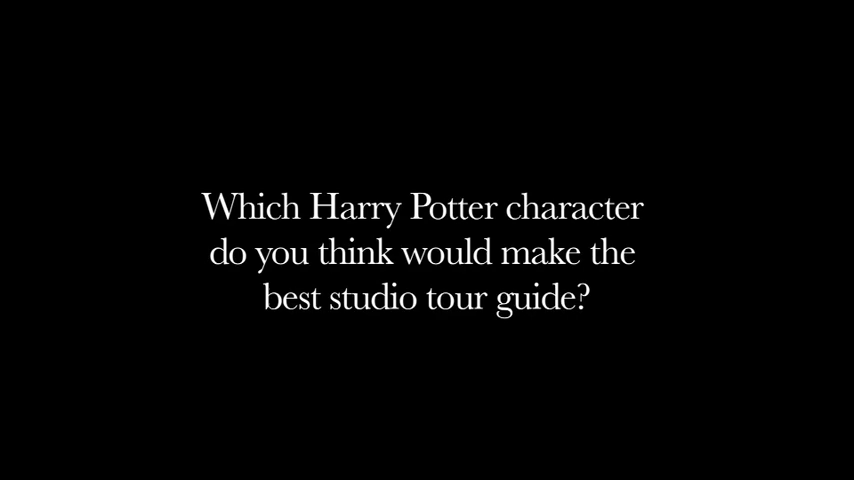 Which Harry Potter character
do you think would make the
best studio tour guide?